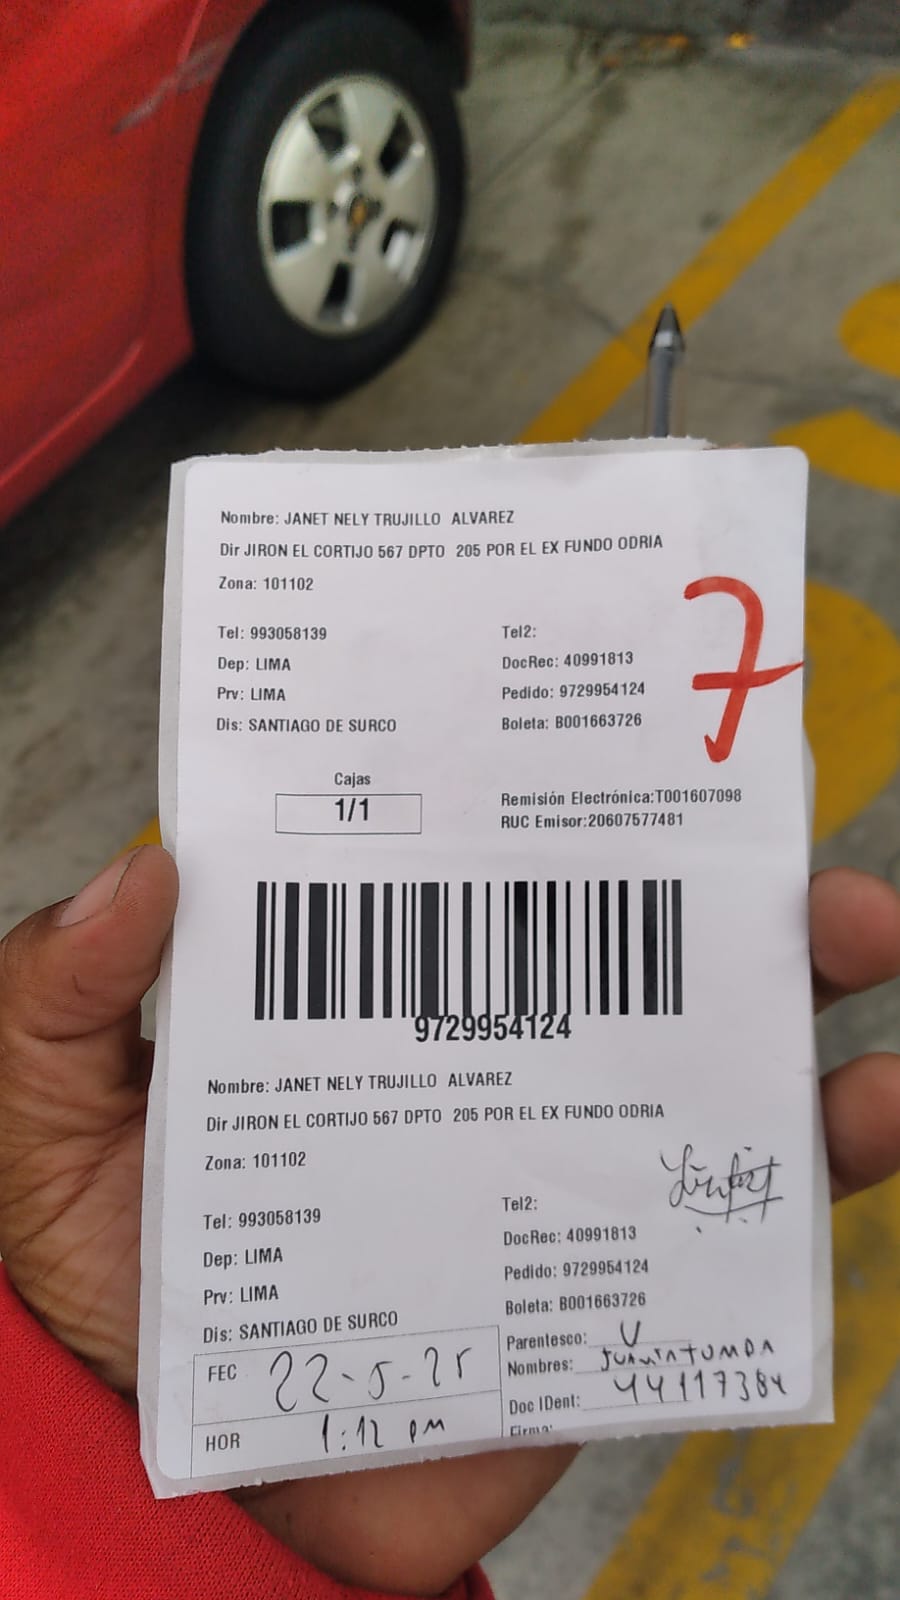 Nombre: JANET NELY TRUJILLO ALVAREZ
Dir JIRON EL CORTIJO 567 DPTO 205 POR EL EX FUNDO ODRIA
Zona: 101102
7
Tel: 993058139 Tel2:
Dep: LIMA DocRec: 40991813
Prv: LIMA Pedido: 9729954124
Dis: SANTIAGO DE SURCO Boleta: B001663726
Cajas
1/1
Remisión Electrónica:T001607098
RUC Emisor:20607577481
9729954124
Nombre: JANET NELY TRUJILLO ALVAREZ
Dir JIRON EL CORTIJO 567 DPTO 205 POR EL EX FUNDO ODRIA
Zona: 101102
Tel: 993058139 Tel2:
Dep: LIMA DocRec: 40991813
Prv: LIMA Pedido: 9729954124
Dis: SANTIAGO DE SURCO Boleta: B001663726
FEC 22-5-25
HOR 1:12 PM
Parentesco:
Nombres:
Doc IDent: 44117384
Firma: